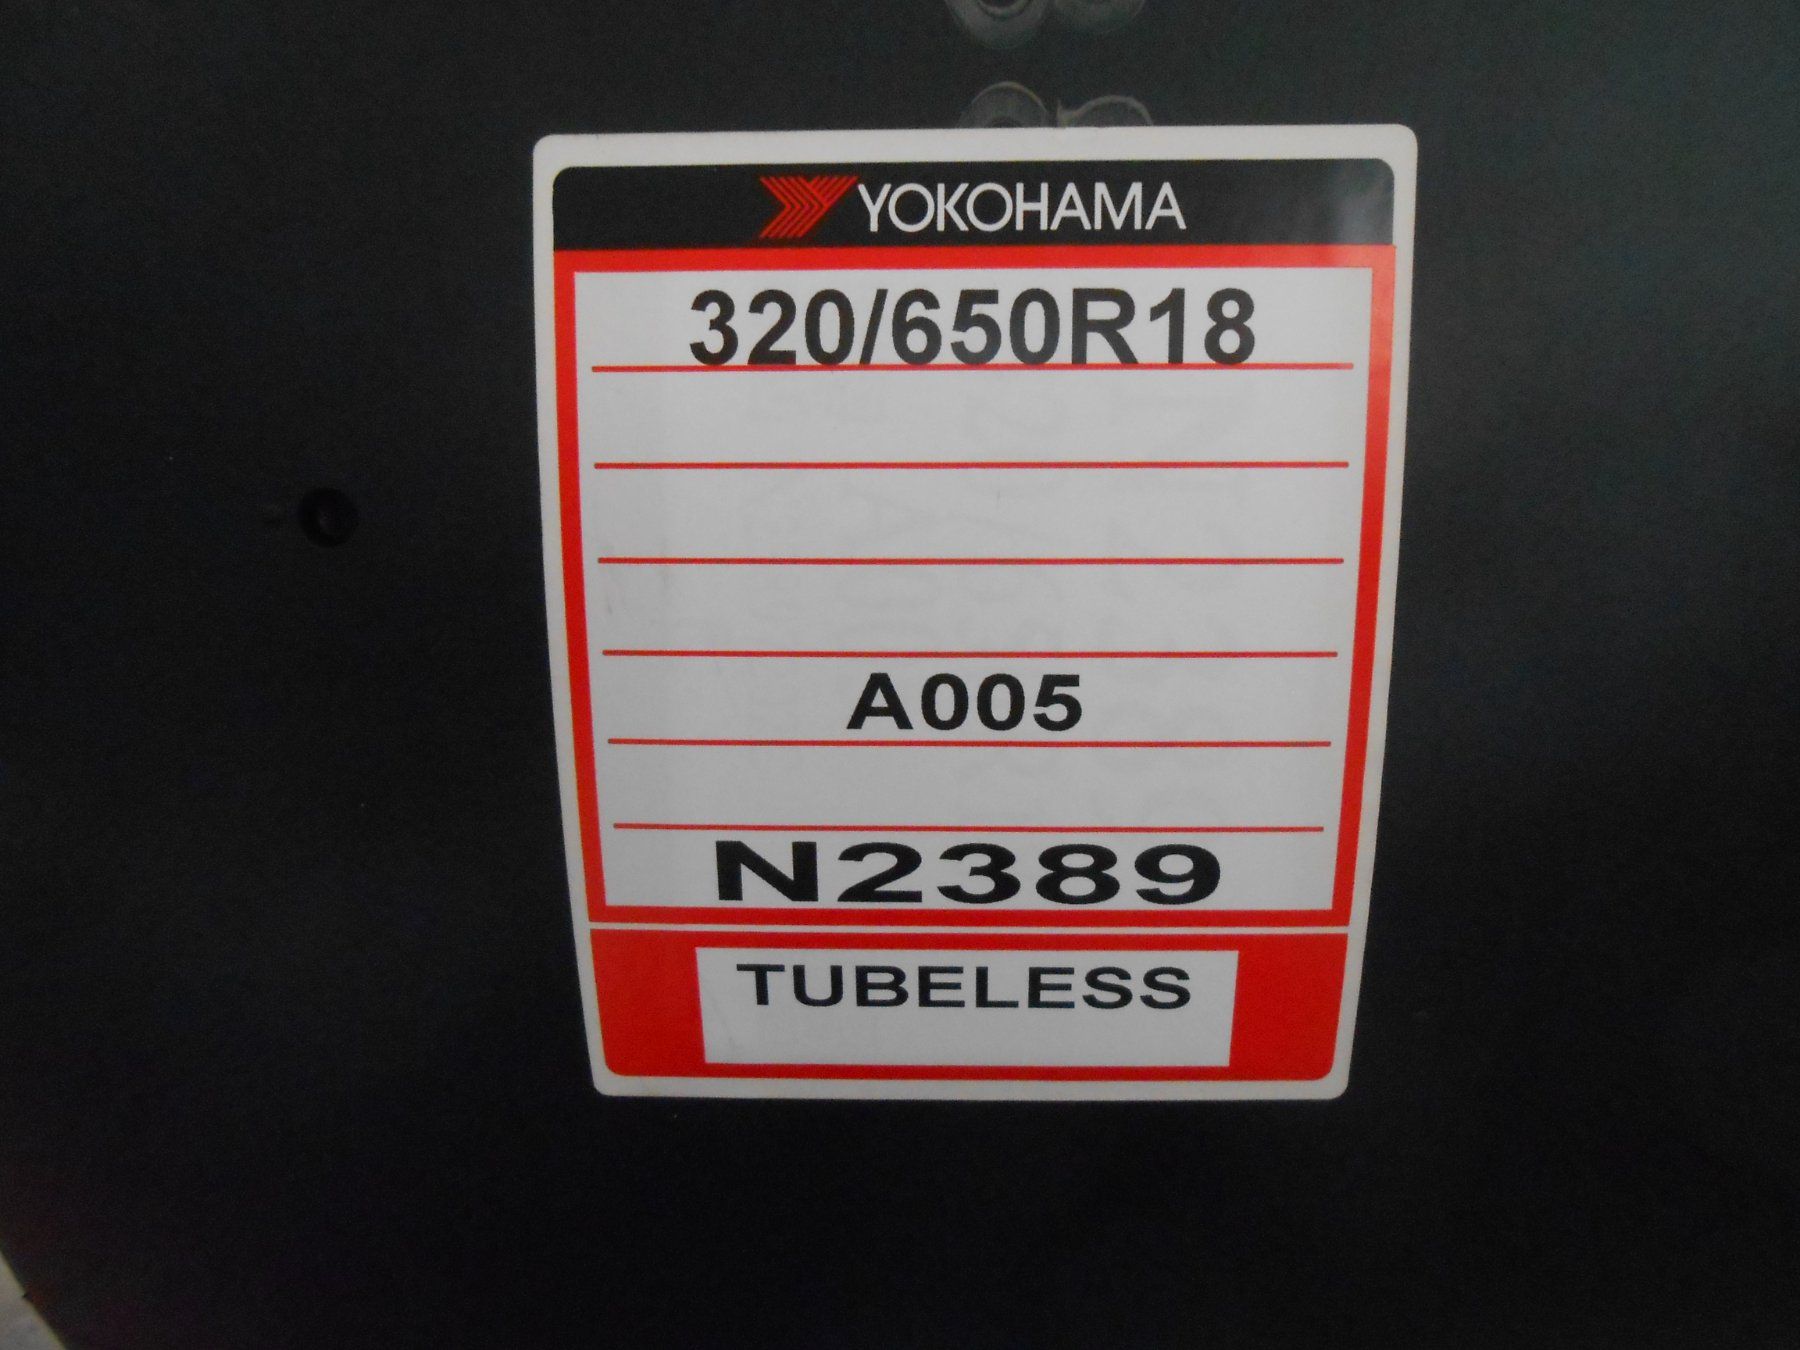 YOKOHAMA
320/650R18
A005
N2389
TUBELESS